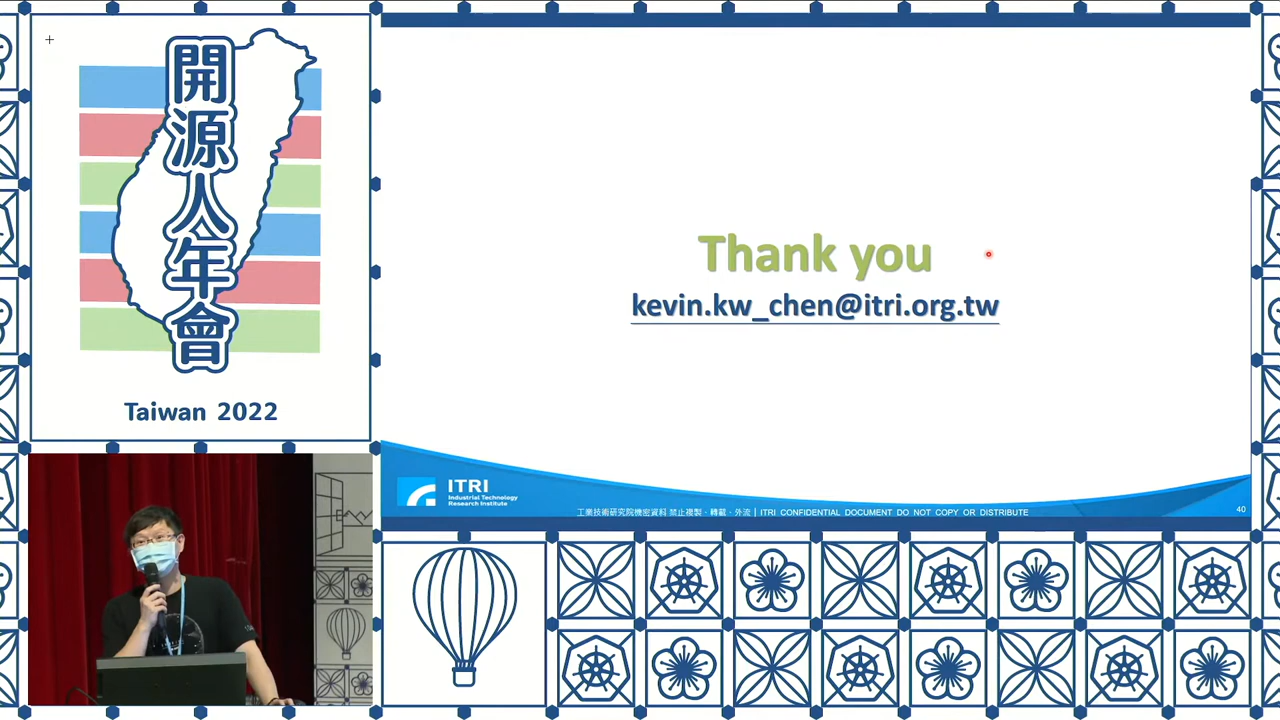 開源人年會
Taiwan 2022
Thank you
kevin.kw_chen@itri.org.tw
ITRI
Industrial Technology
Research Institute
工業技術研究院機密資料 禁止複製、轉載、外流 | ITRI CONFIDENTIAL DOCUMENT DO NOT COPY OR DISTRIBUTE
40